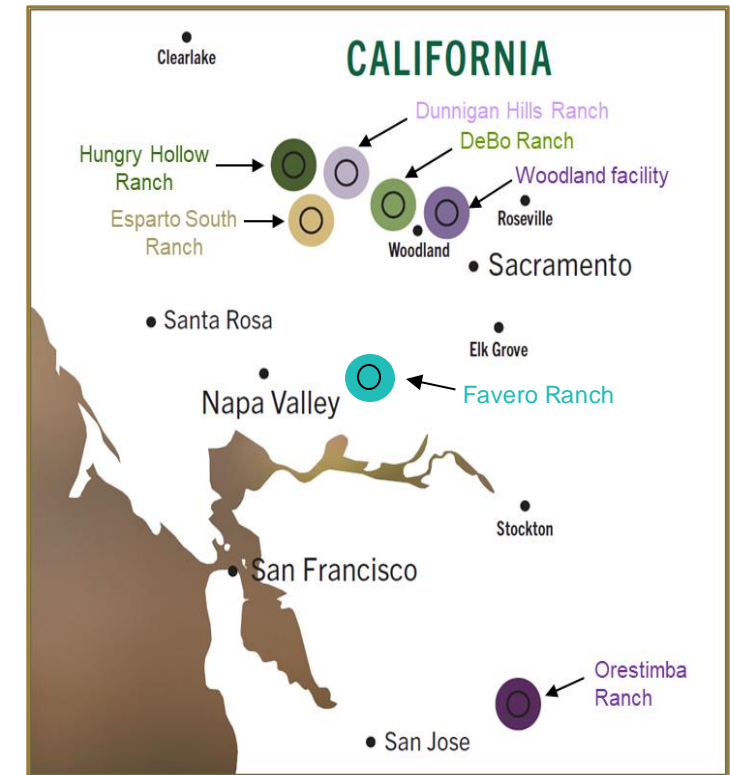 CALIFORNIA
Clearlake
Dunnigan Hills Ranch
DeBo Ranch
Hungry Hollow
Ranch
Woodland facility
Esparto South
Ranch
Roseville
Woodland
Sacramento
Santa Rosa
Elk Grove
Napa Valley
Favero Ranch
Stockton
San Francisco
Orestimba
Ranch
San Jose